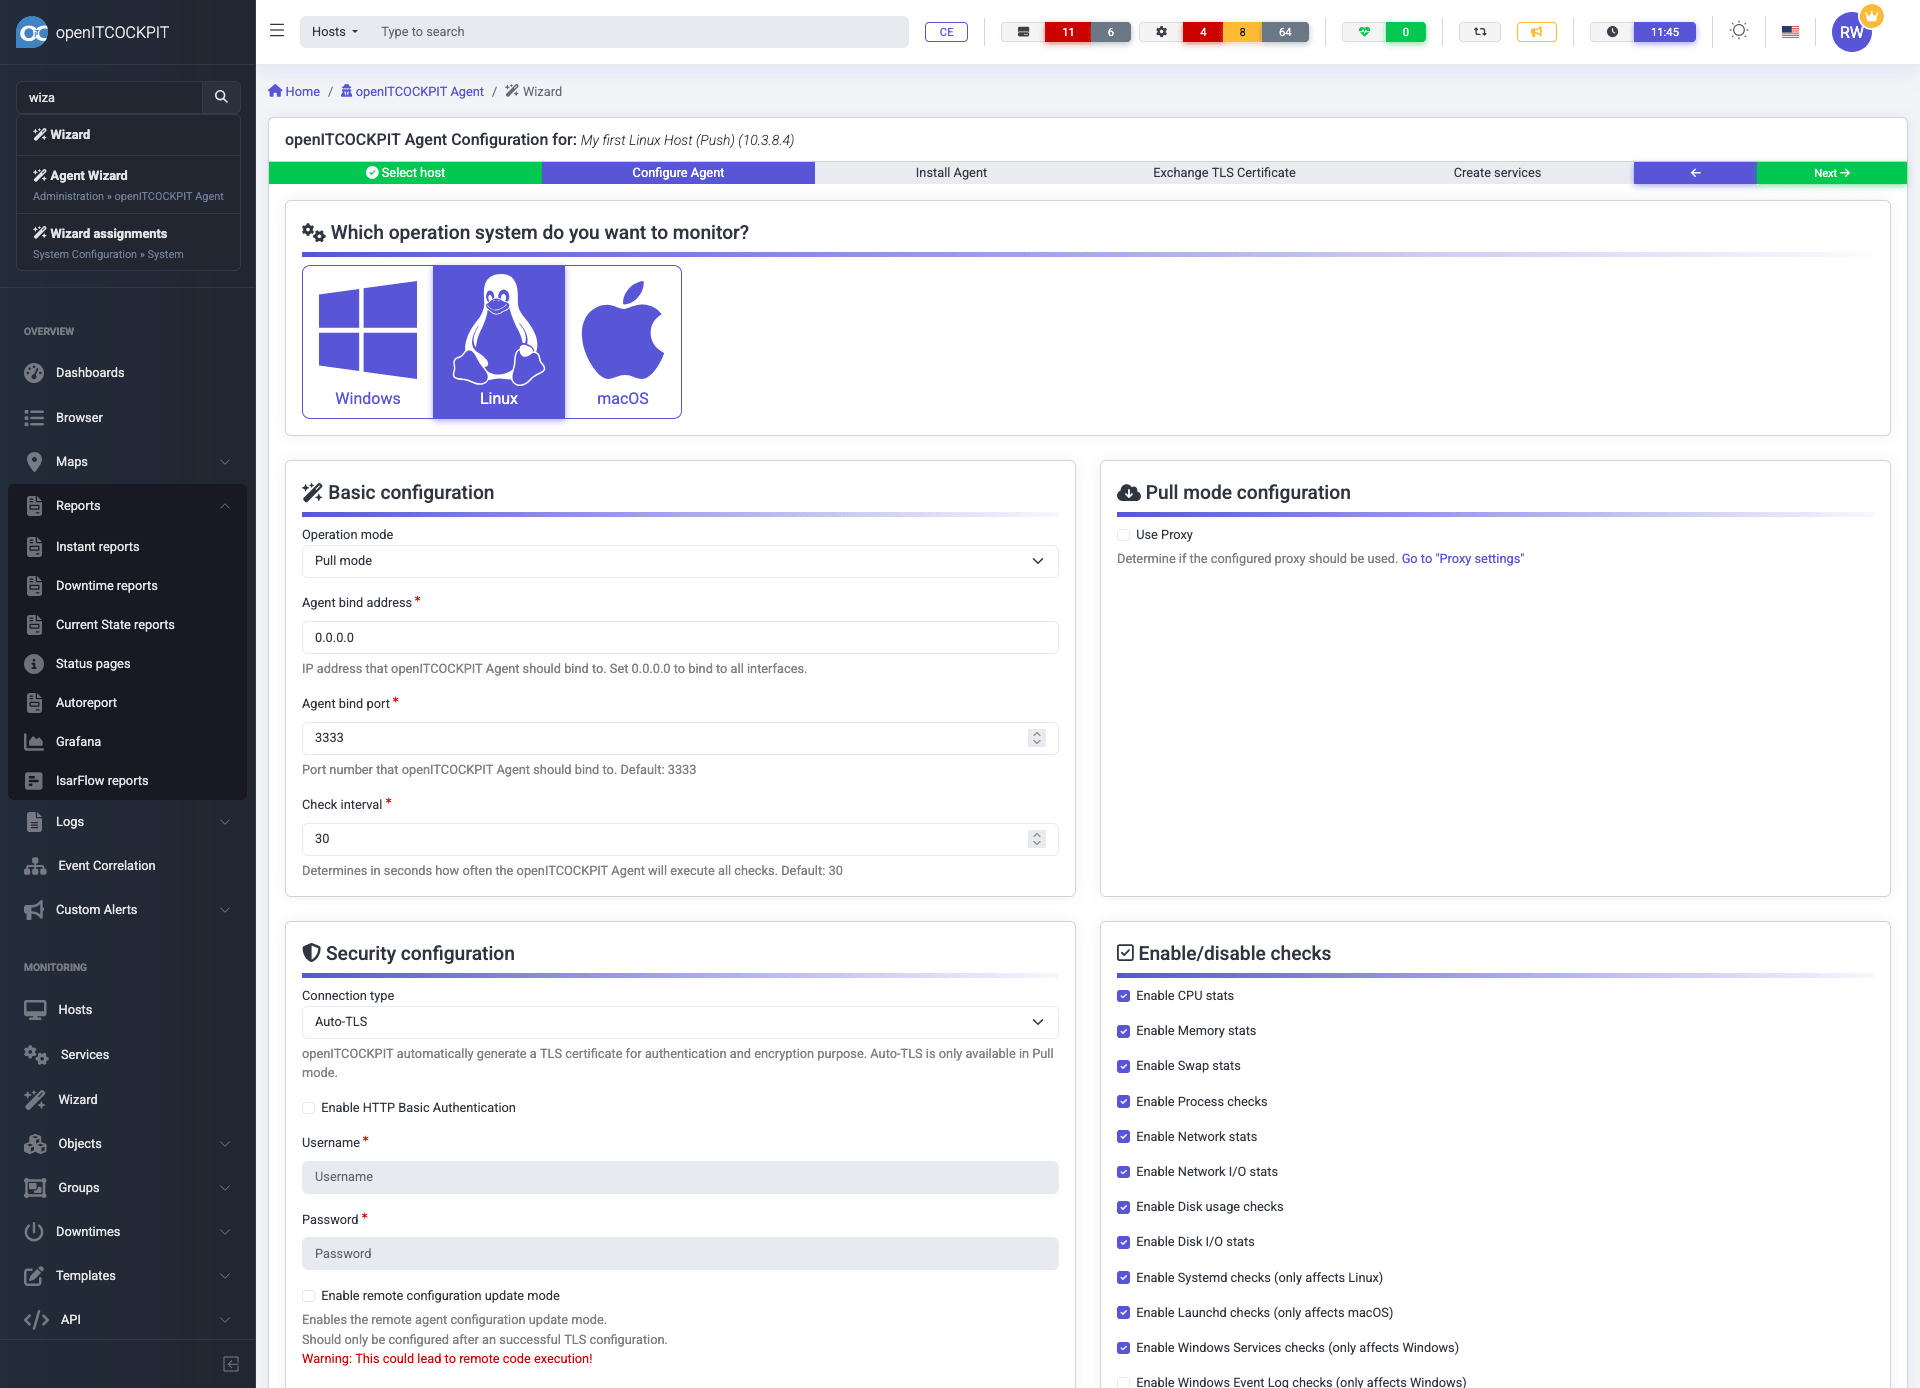 openITCOCKPIT
wiza
Wizard
Agent Wizard
Administration » openITCOCKPIT Agent
Wizard assignments
System Configuration » System
OVERVIEW
Dashboards
Browser
Maps
Reports
Instant reports
Downtime reports
Current State reports
Status pages
Autoreport
Grafana
IsarFlow reports
Logs
Event Correlation
Custom Alerts
MONITORING
Hosts
Services
Wizard
Objects
Groups
Downtimes
Templates
API
Hosts
Type to search
CE
11
6
4
8
64
0
11:45
RW
Home / openITCOCKPIT Agent / Wizard
openITCOCKPIT Agent Configuration for: My first Linux Host (Push) (10.3.8.4)
Select host
Configure Agent
Install Agent
Exchange TLS Certificate
Create services
Next
Which operation system do you want to monitor?
Windows
Linux
macOS
Basic configuration
Operation mode
Pull mode
Agent bind address *
0.0.0.0
IP address that openITCOCKPIT Agent should bind to. Set 0.0.0.0 to bind to all interfaces.
Agent bind port *
3333
Port number that openITCOCKPIT Agent should bind to. Default: 3333
Check interval *
30
Determines in seconds how often the openITCOCKPIT Agent will execute all checks. Default: 30
Pull mode configuration
Use Proxy
Determine if the configured proxy should be used. Go to "Proxy settings"
Security configuration
Connection type
Auto-TLS
openITCOCKPIT automatically generate a TLS certificate for authentication and encryption purpose. Auto-TLS is only available in Pull
mode.
Enable HTTP Basic Authentication
Username *
Username
Password *
Password
Enable remote configuration update mode
Enables the remote agent configuration update mode.
Should only be configured after an successful TLS configuration.
Warning: This could lead to remote code execution!
Enable/disable checks
Enable CPU stats
Enable Memory stats
Enable Swap stats
Enable Process checks
Enable Network stats
Enable Network I/O stats
Enable Disk usage checks
Enable Disk I/O stats
Enable Systemd checks (only affects Linux)
Enable Launchd checks (only affects macOS)
Enable Windows Services checks (only affects Windows)
Enable Windows Event Log checks (only affects Windows)